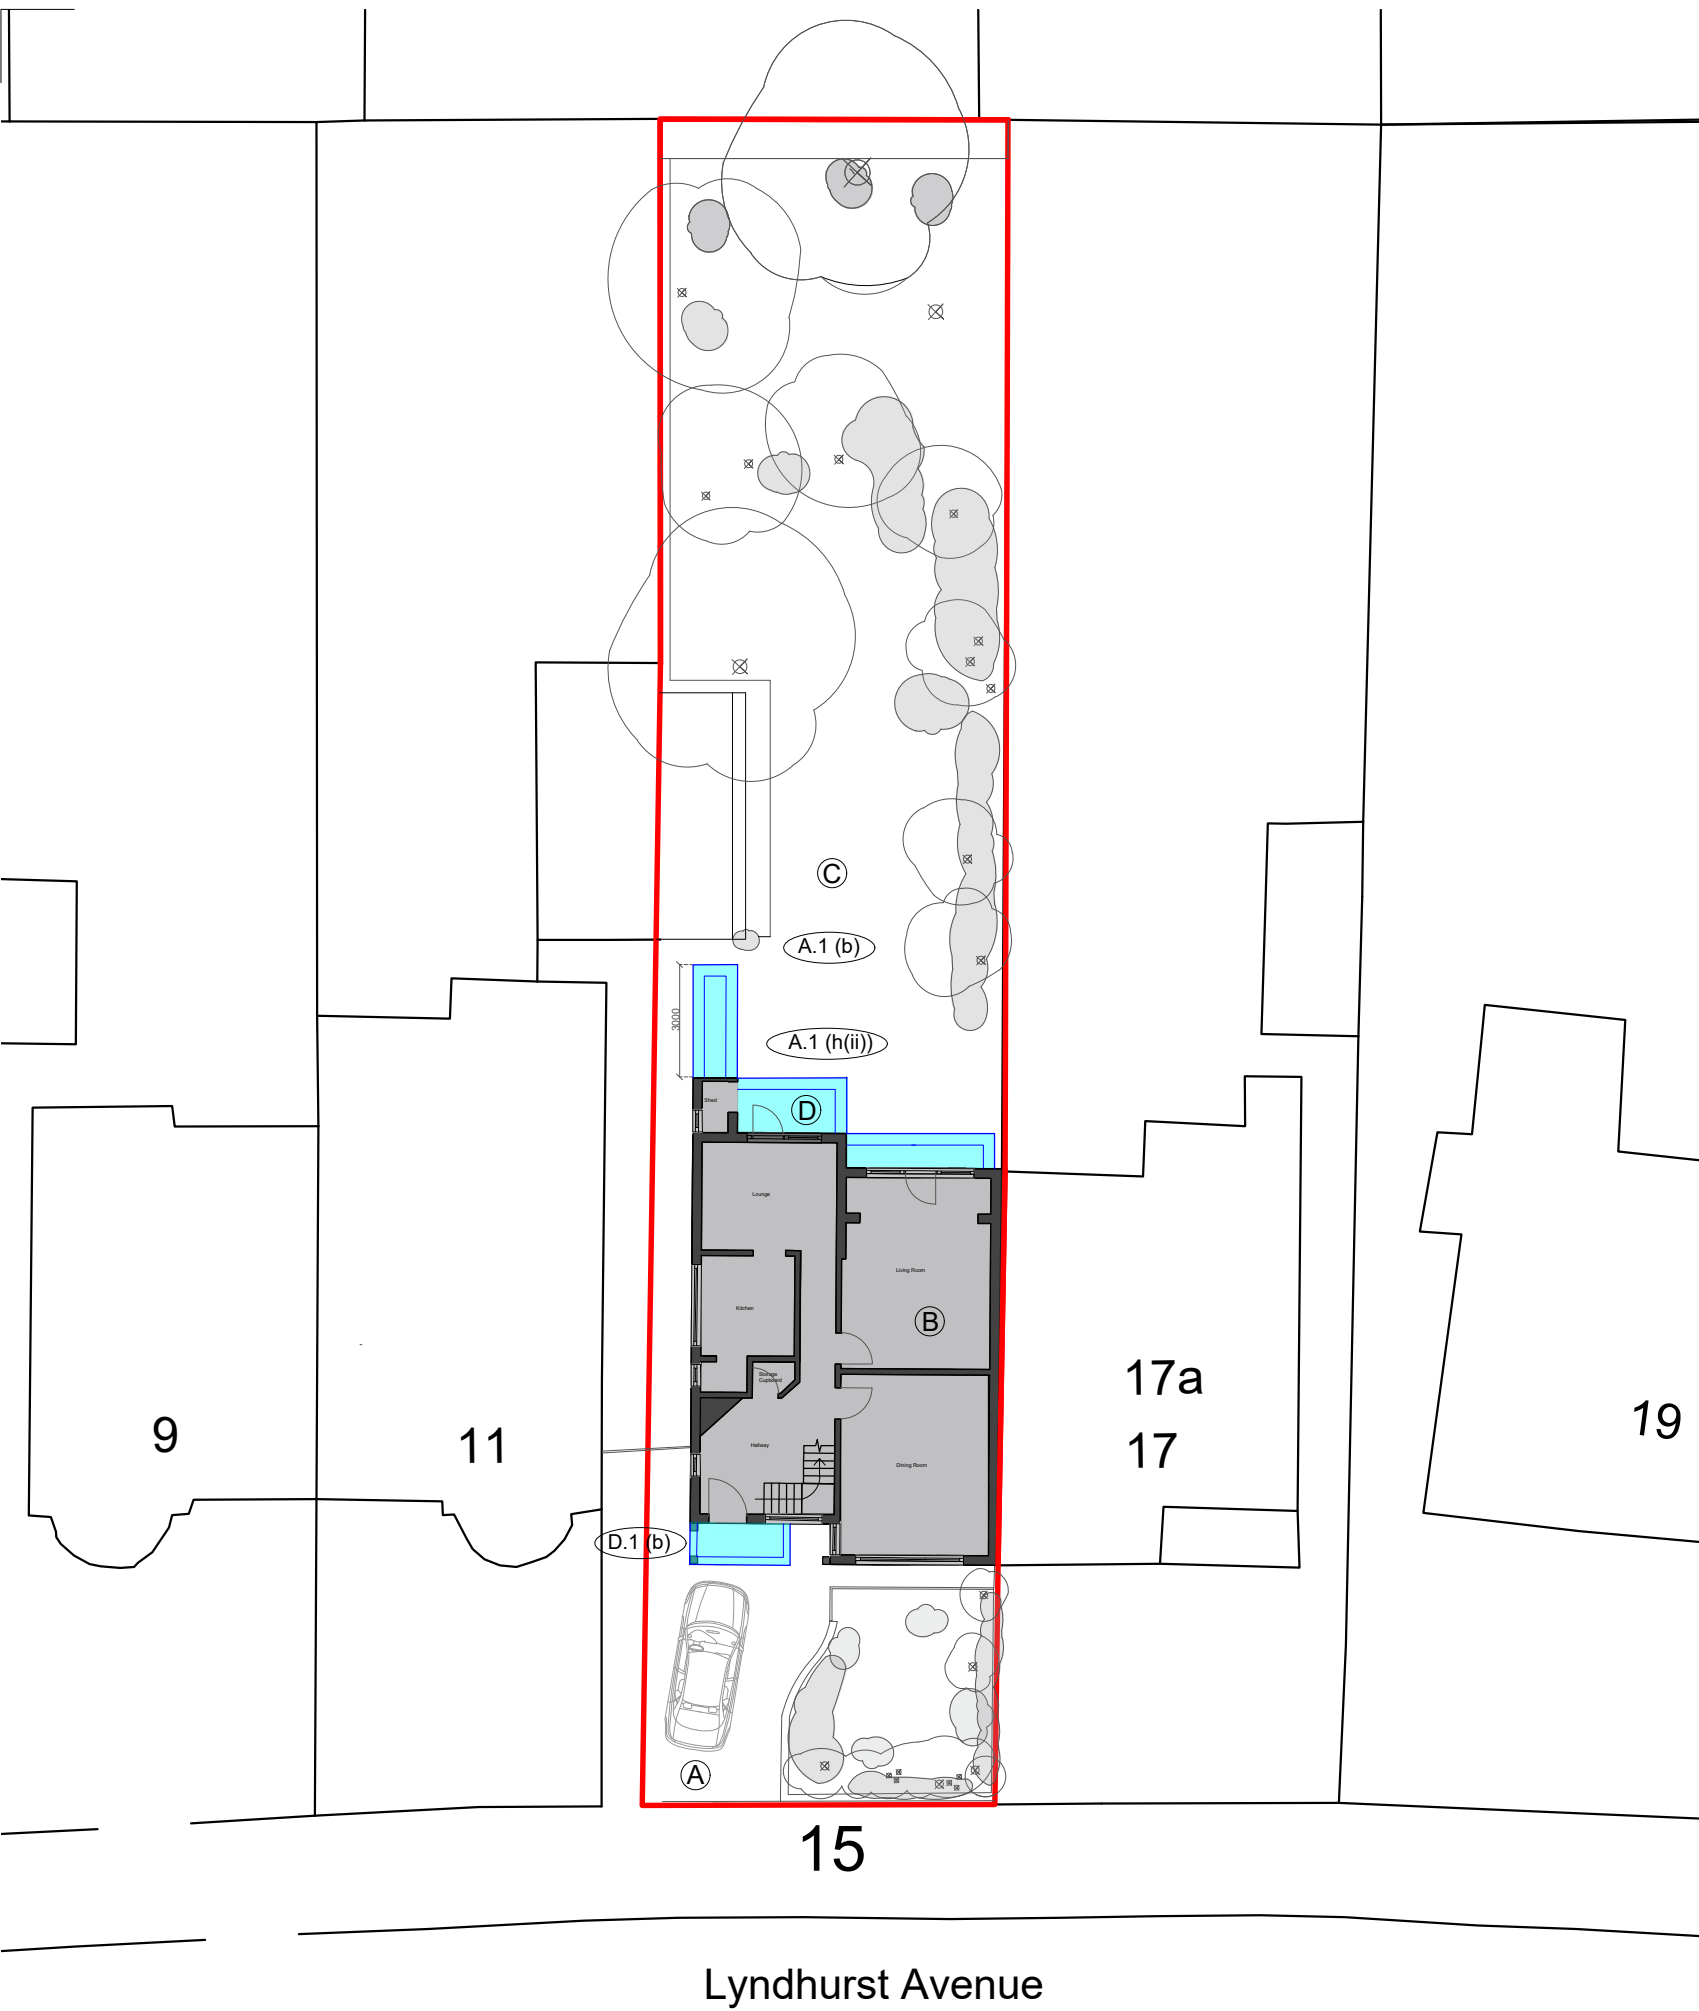 C
A.1 (b)
3000
A.1 (h(ii))
Shed
D
Lounge
Living Room
Kitchen
B
Storage
Cupboard
17a
9
11
17
19
Hallway
Dining Room
D.1 (b)
A
15
Lyndhurst Avenue